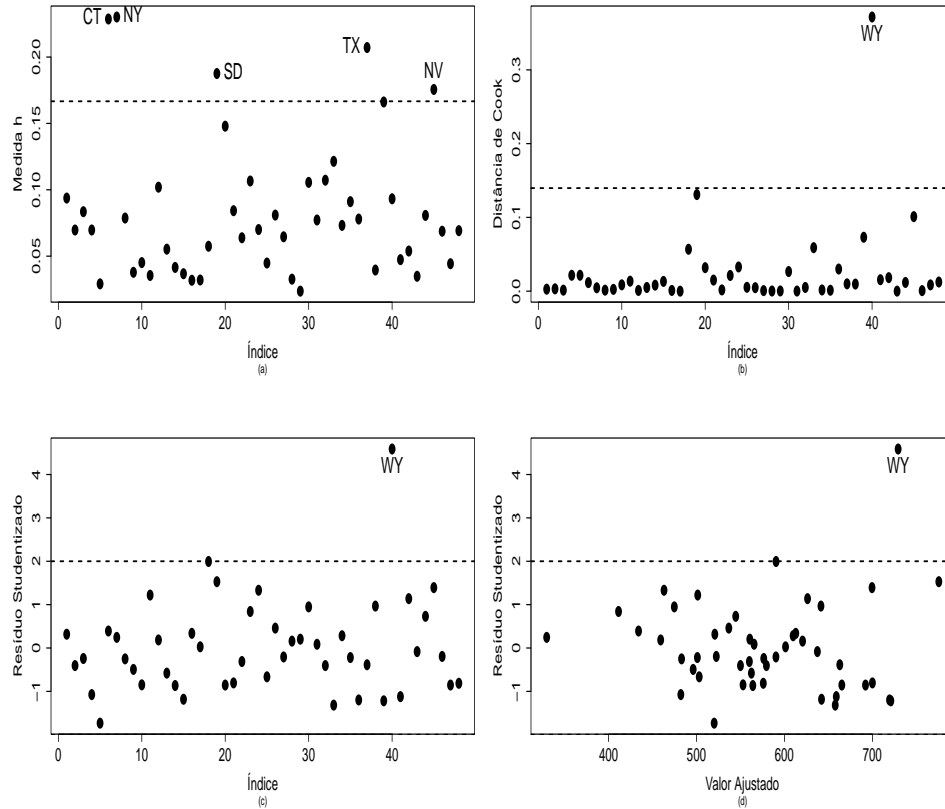 Medida h
0.05 0.10 0.15 0.20
CT
NY
SD
TX
NV
0 10 20 30 40
Índice
(a)
Distância de Cook
0.0 0.1 0.2 0.3
WY
0 10 20 30 40
Índice
(b)
Resíduo Studentizado
−1 0 1 2 3 4
WY
0 10 20 30 40
Índice
(c)
Resíduo Studentizado
−1 0 1 2 3 4
WY
400 500 600 700
Valor Ajustado
(d)